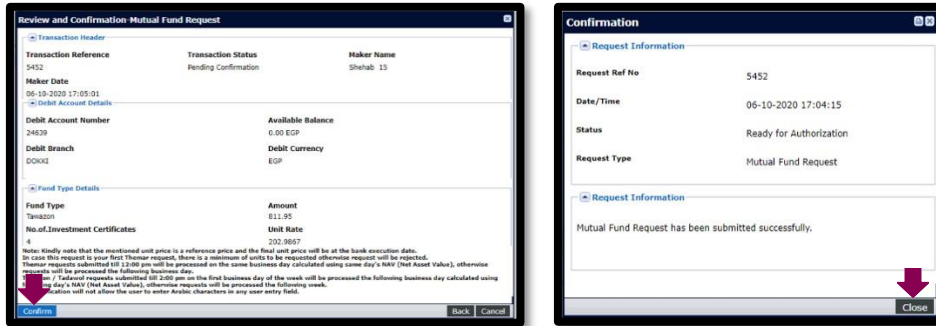 Review and Confirmation-Mutual Fund Request
Transaction Header
Transaction Reference Transaction Status Maker Name
5452 Pending Confirmation Shehab 15
Maker Date
06-10-2020 17:05:01
Debit Account Details
Debit Account Number Available Balance
24639 0.00 EGP
Debit Branch Debit Currency
DOKKI EGP
Fund Type Details
Fund Type Amount
Tawazon 811.95
No.of.Investment Certificates Unit Rate
4 202.9867
Note: Kindly note that the mentioned unit price is a reference price and the final unit price will be at the bank execution date.
In case this request is your first Themar request, there is a minimum of units to be requested otherwise request will be rejected.
Themar requests submitted till 12:00 pm will be processed on the same business day calculated using same day's NAV (Net Asset Value), otherwise
requests will be processed the following business day.
/ Tadawol requests submitted till 2:00 pm on the first business day of the week will be processed the following business day calculated using
day's NAV (Net Asset Value), otherwise requests will be processed the following week.
will not allow the user to enter Arabic characters in any user entry field.
Confirm Back Cancel
Confirmation
Request Information
Request Ref No 5452
Date/Time 06-10-2020 17:04:15
Status Ready for Authorization
Request Type Mutual Fund Request
Request Information
Mutual Fund Request has been submitted successfully.
Close